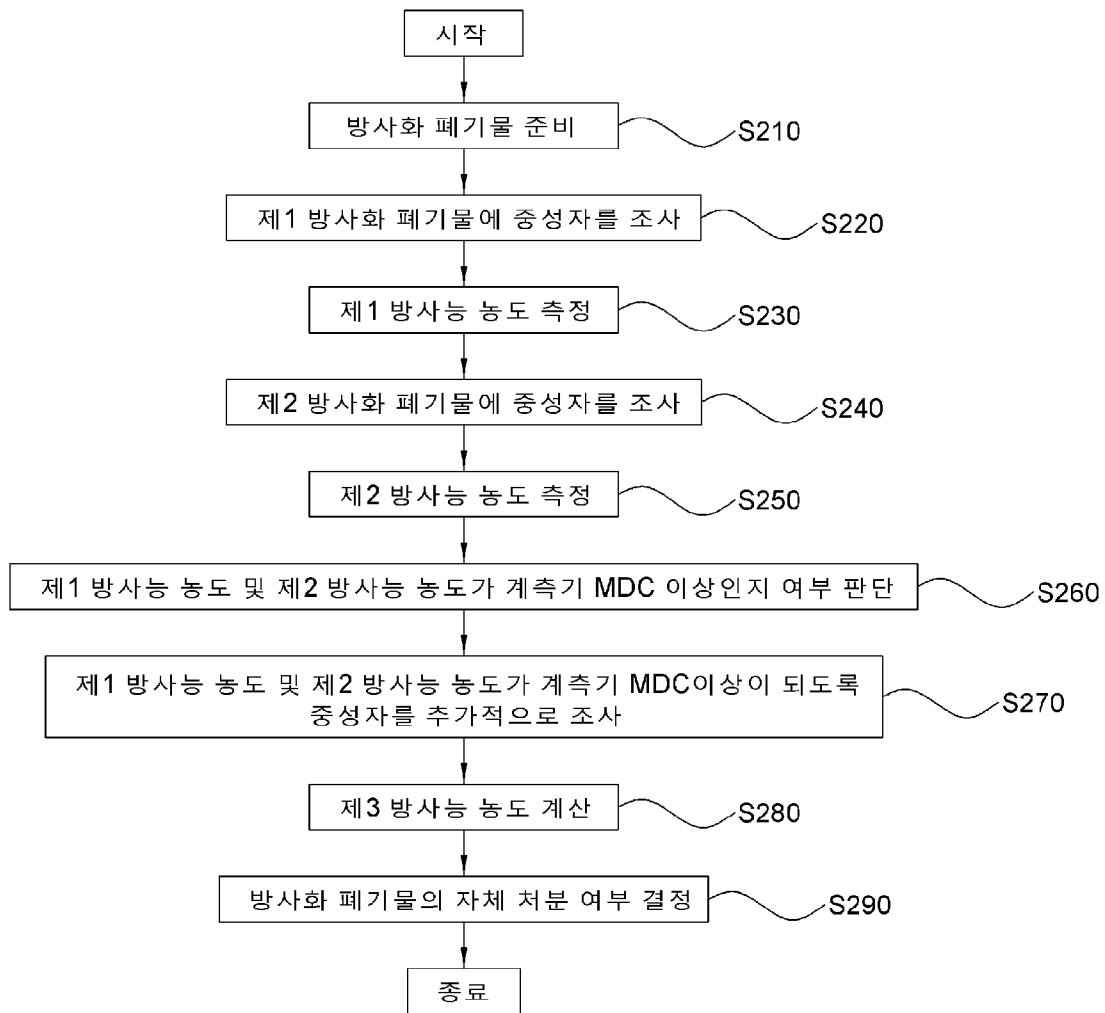 시작
방사화 폐기물 준비
S210
제1 방사화 폐기물에 중성자를 조사
S220
제1 방사능 농도 측정
S230
제2 방사화 폐기물에 중성자를 조사
S240
제2 방사능 농도 측정
S250
제1 방사능 농도 및 제2 방사능 농도가 계측기 MDC 이상인지 여부 판단
S260
제1 방사능 농도 및 제2 방사능 농도가 계측기 MDC이상이 되도록
중성자를 추가적으로 조사
S270
제3 방사능 농도 계산
S280
방사화 폐기물의 자체 처분 여부 결정
S290
종료